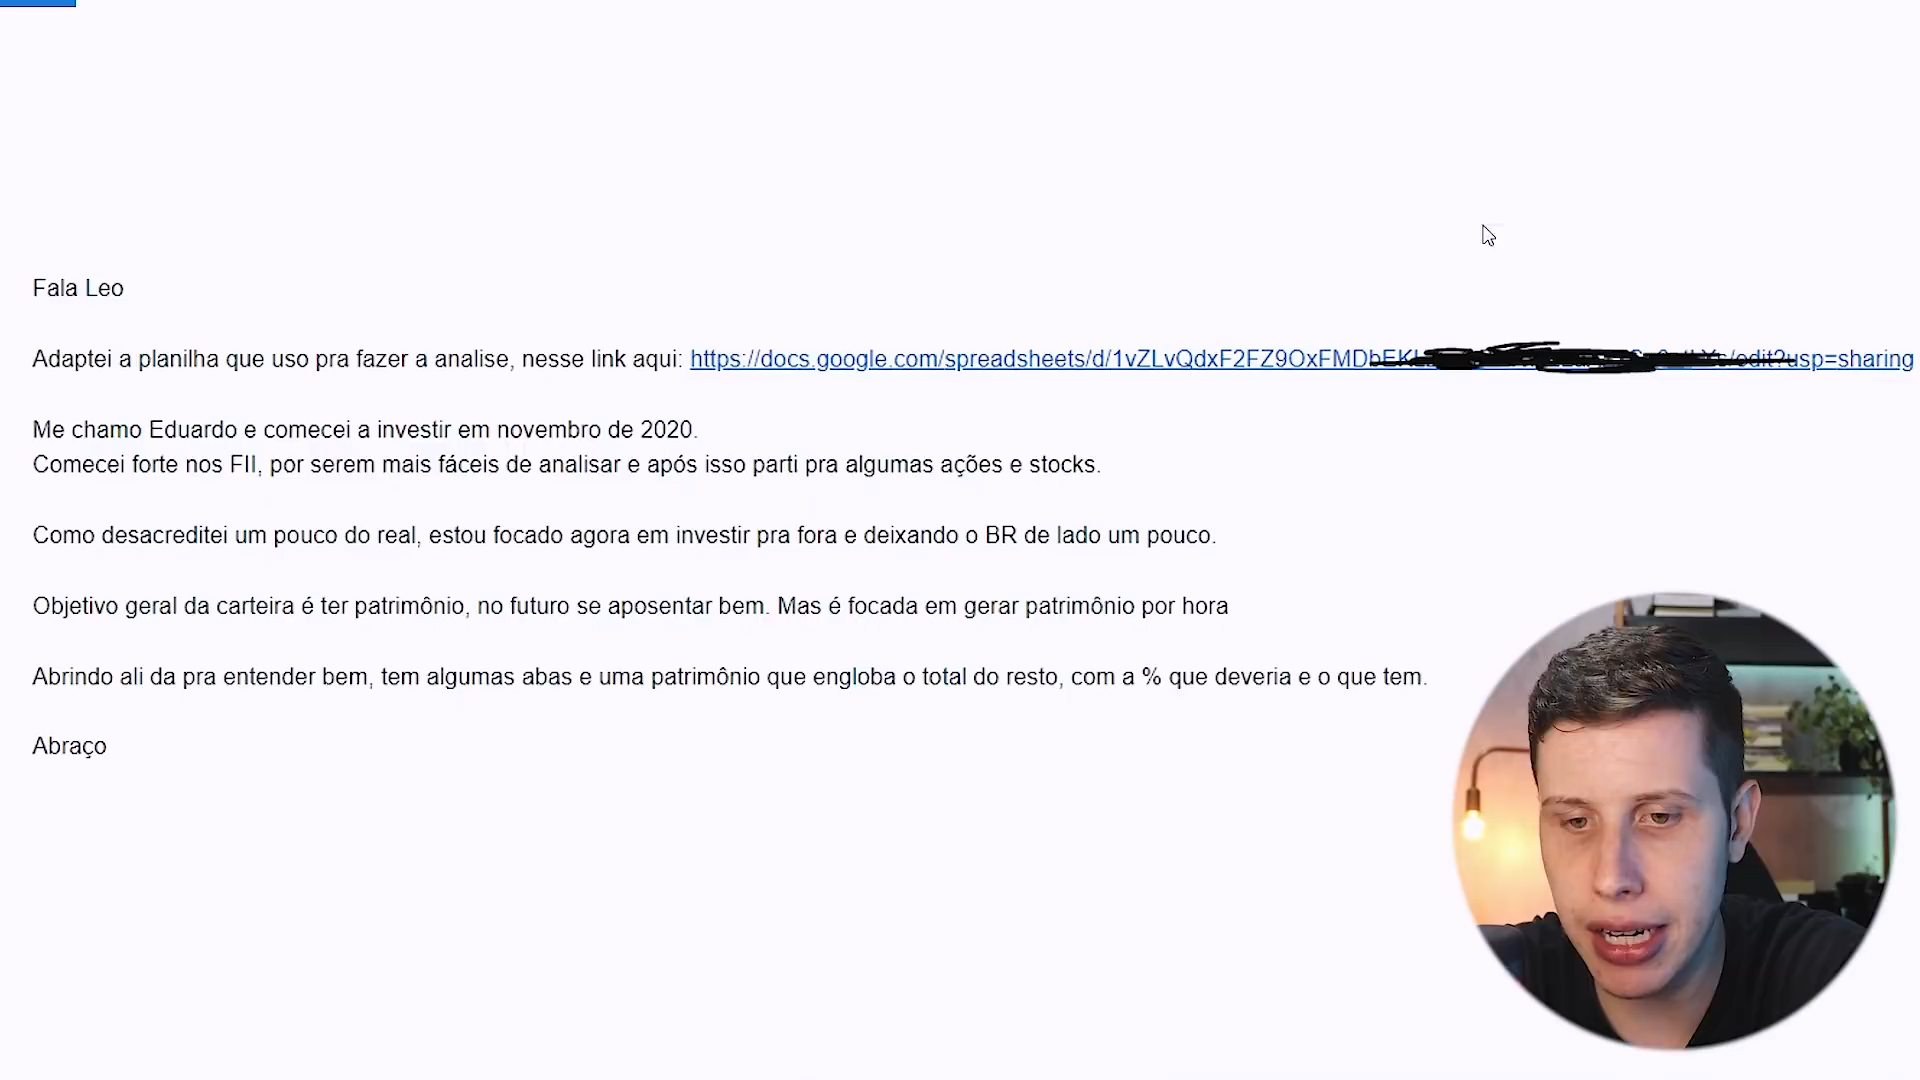 Fala Leo
Adaptei a planilha que uso pra fazer a analise, nesse link aqui: https://docs.google.com/spreadsheets/d/1vZLvQdxF2FZ9OxFMDbEK edit?usp=sharing
Me chamo Eduardo e comecei a investir em novembro de 2020.
Comecei forte nos FII, por serem mais fáceis de analisar e após isso parti pra algumas ações e stocks.
Como desacreditei um pouco do real, estou focado agora em investir pra fora e deixando o BR de lado um pouco.
Objetivo geral da carteira é ter patrimônio, no futuro se aposentar bem. Mas é focada em gerar patrimônio por hora
Abrindo ali da pra entender bem, tem algumas abas e uma patrimônio que engloba o total do resto, com a % que deveria e o que tem.
Abraço